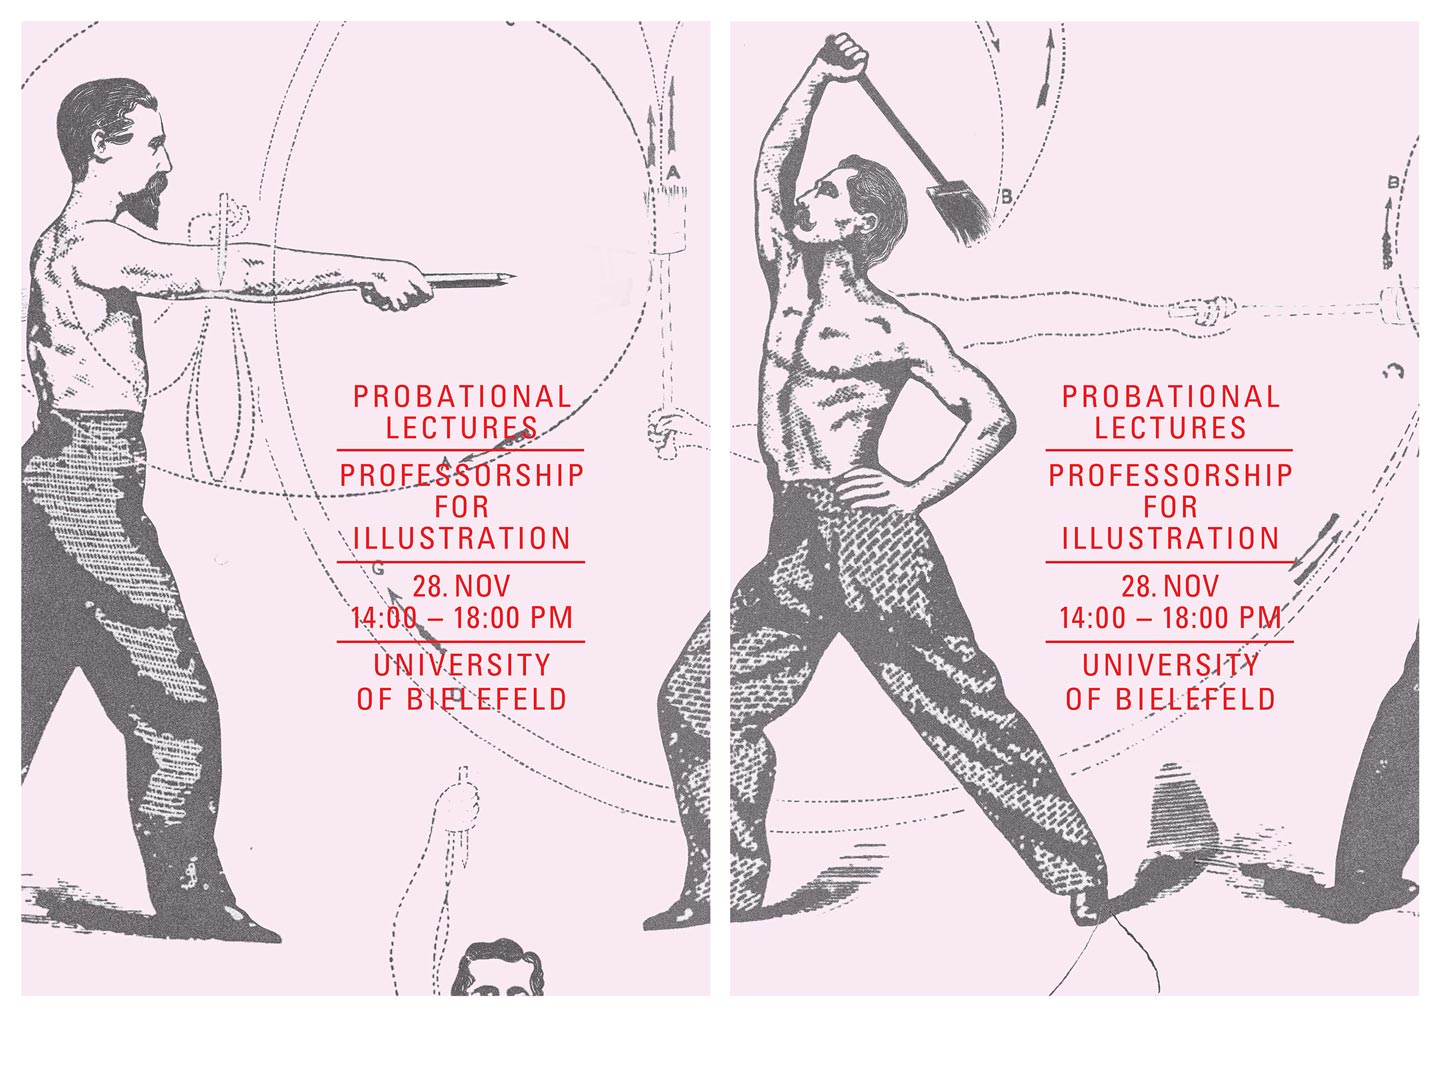 PROBATIONAL
LECTURES
PROFESSORSHIP
FOR
ILLUSTRATION
28. NOV
14:00 – 18:00 PM
UNIVERSITY
OF BIELEFELD
A
A
G
O
PROBATIONAL
LECTURES
PROFESSORSHIP
FOR
ILLUSTRATION
28. NOV
14:00 – 18:00 PM
UNIVERSITY
OF BIELEFELD
B
B
C